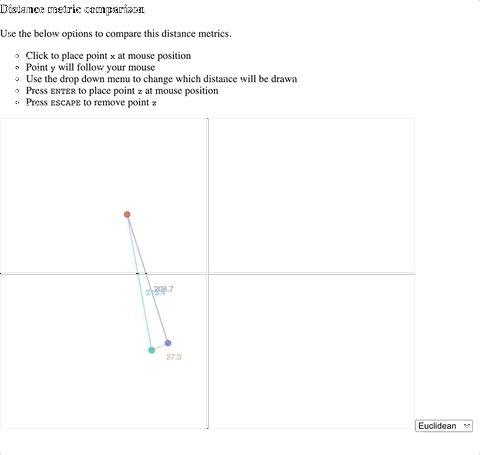 Distance metric comparison
Use the below options to compare this distance metrics.
Click to place point x at mouse position
Point y will follow your mouse
Use the drop down menu to change which distance will be drawn
Press ENTER to place point z at mouse position
Press ESCAPE to remove point z
208.7
27.3
Euclidean